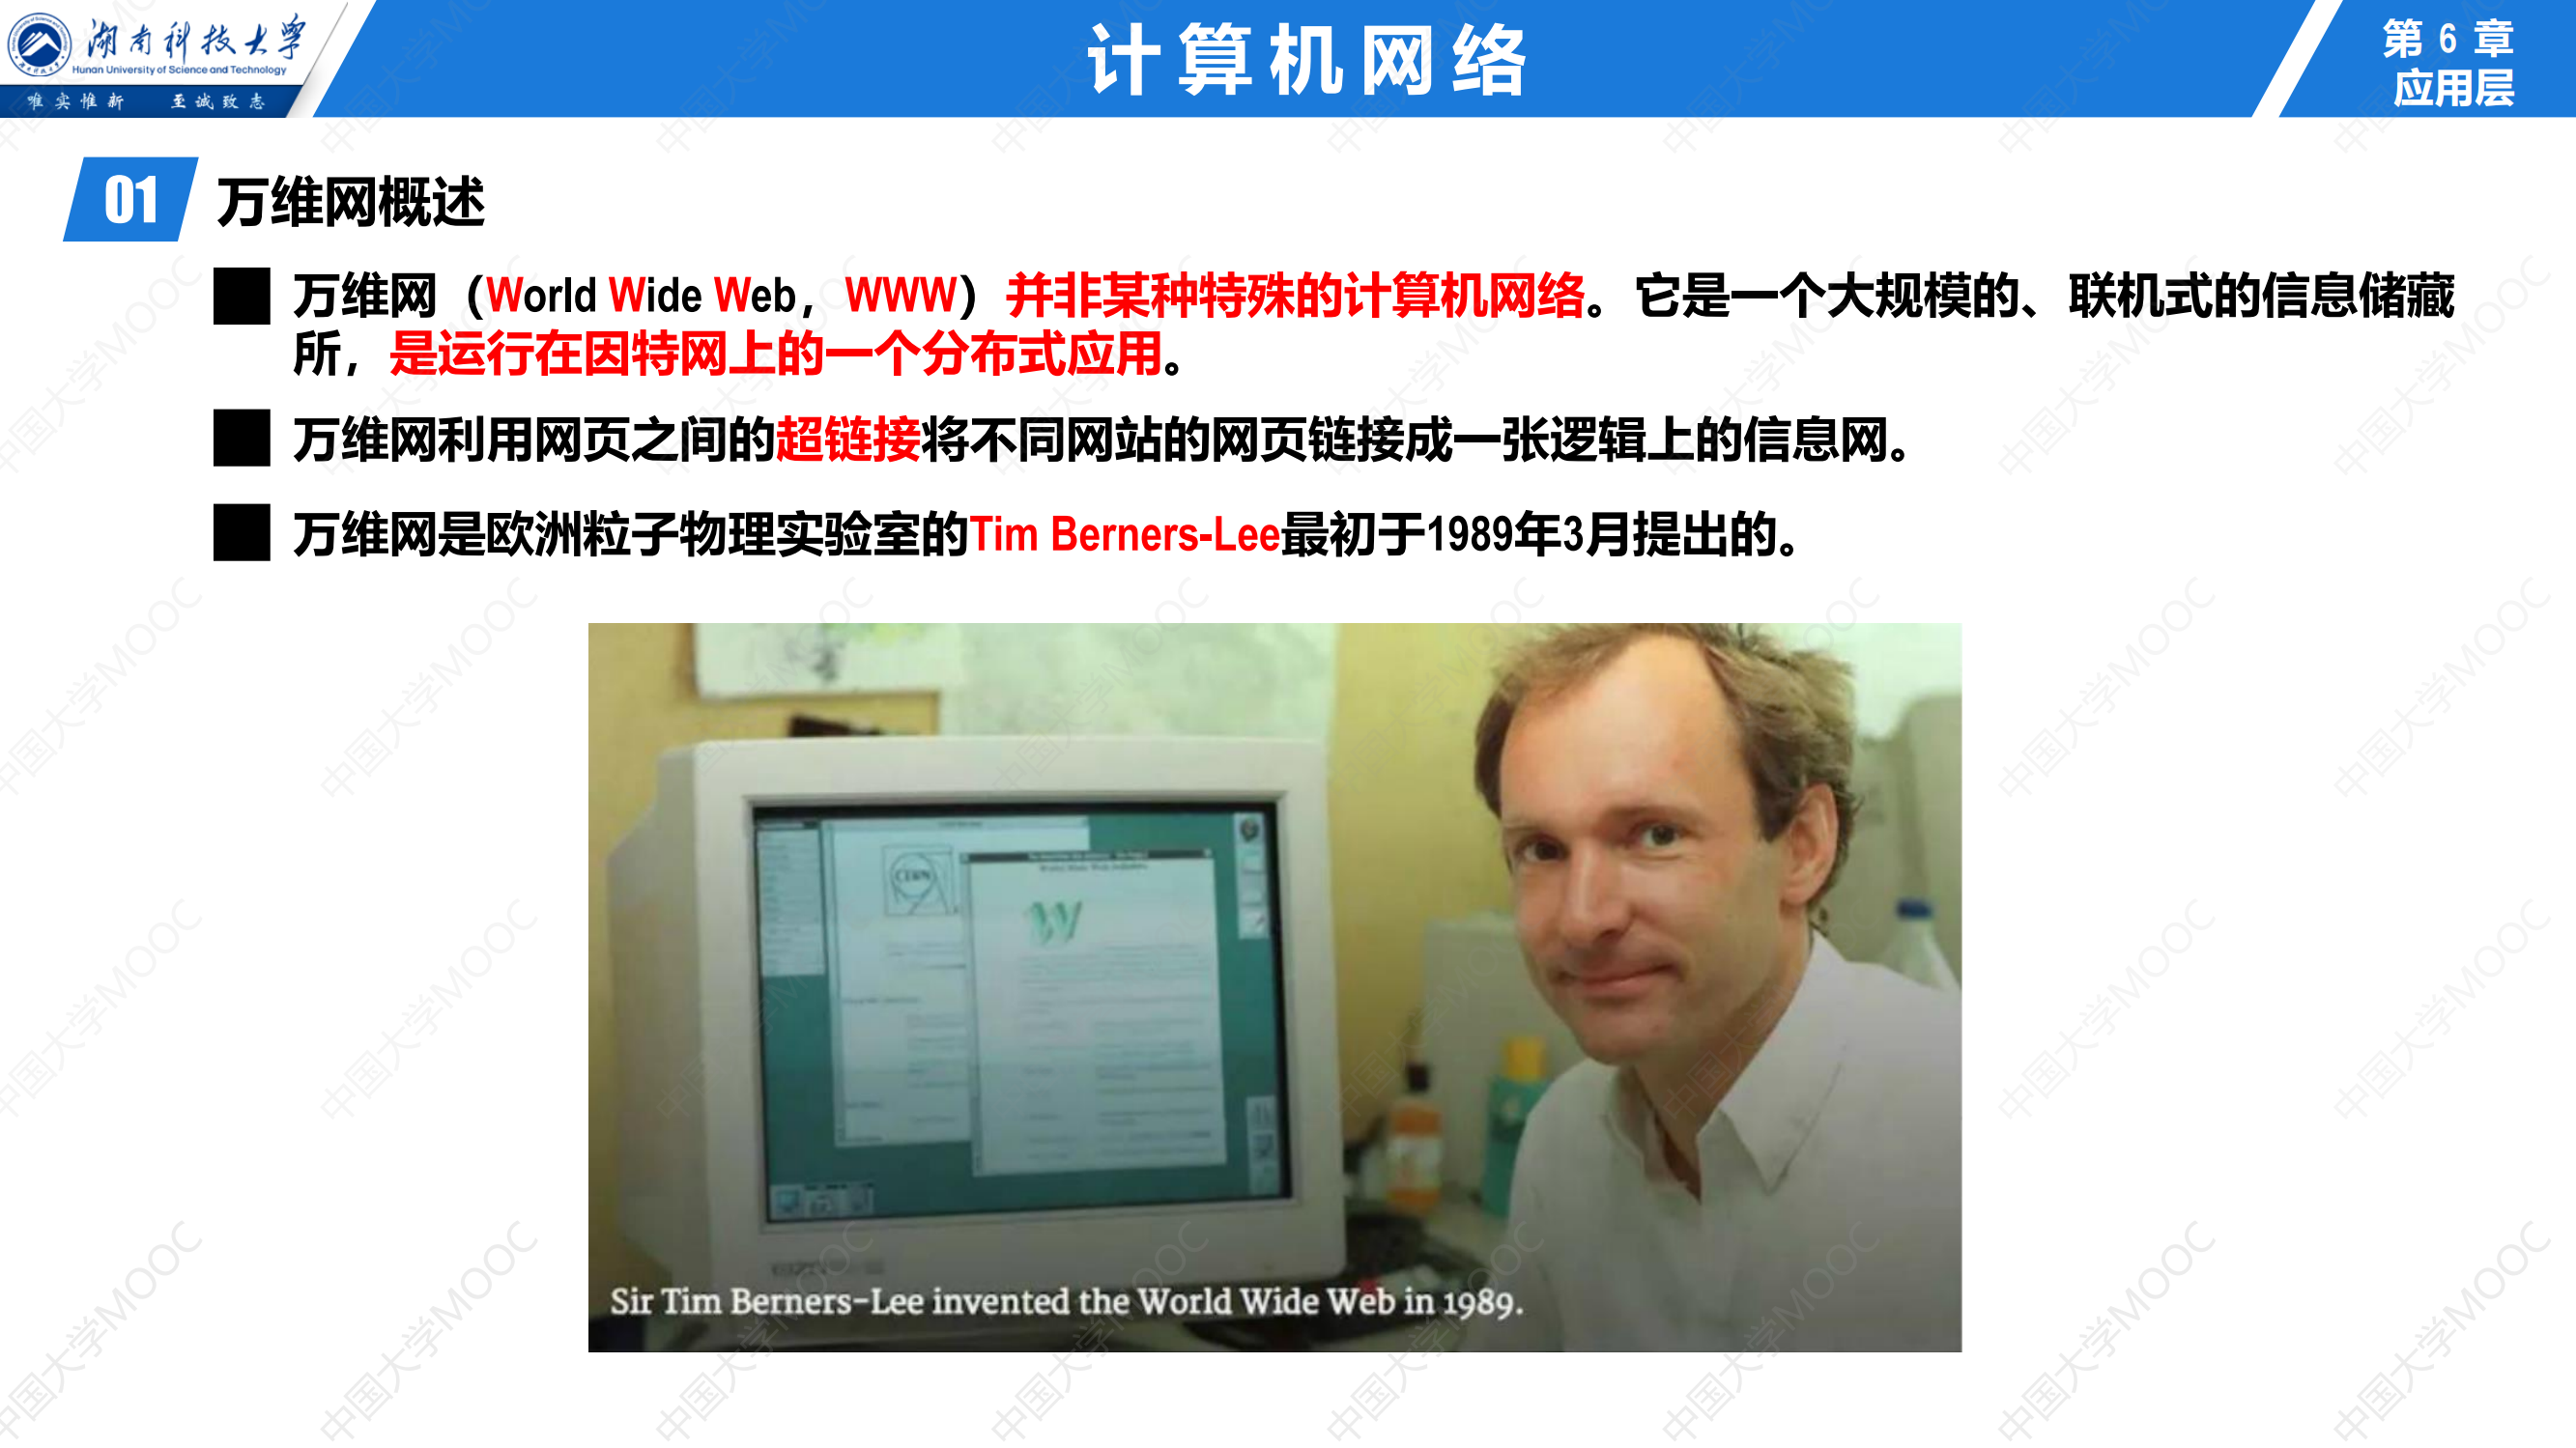 湖南科技大学
Hunan University of Science and Technology
唯实惟新 至诚致志
计算机网络
第 6 章
应用层
01 万维网概述
万维网（World Wide Web，WWW）并非某种特殊的计算机网络。它是一个大规模的、联机式的信息储藏
所，是运行在因特网上的一个分布式应用。
万维网利用网页之间的超链接将不同网站的网页链接成一张逻辑上的信息网。
万维网是欧洲粒子物理实验室的Tim Berners-Lee最初于1989年3月提出的。
CERN
W
Sir Tim Berners-Lee invented the World Wide Web in 1989.
中国大学MOOC